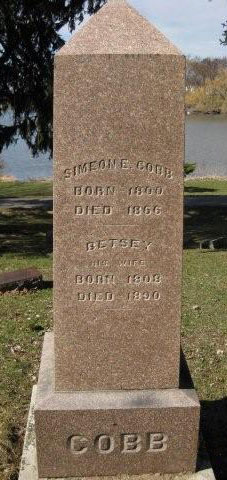 SIMEON E. COBB
BORN 1800
DIED 1866
BETSEY
HIS WIFE
BORN 1808
DIED 1890
COBB